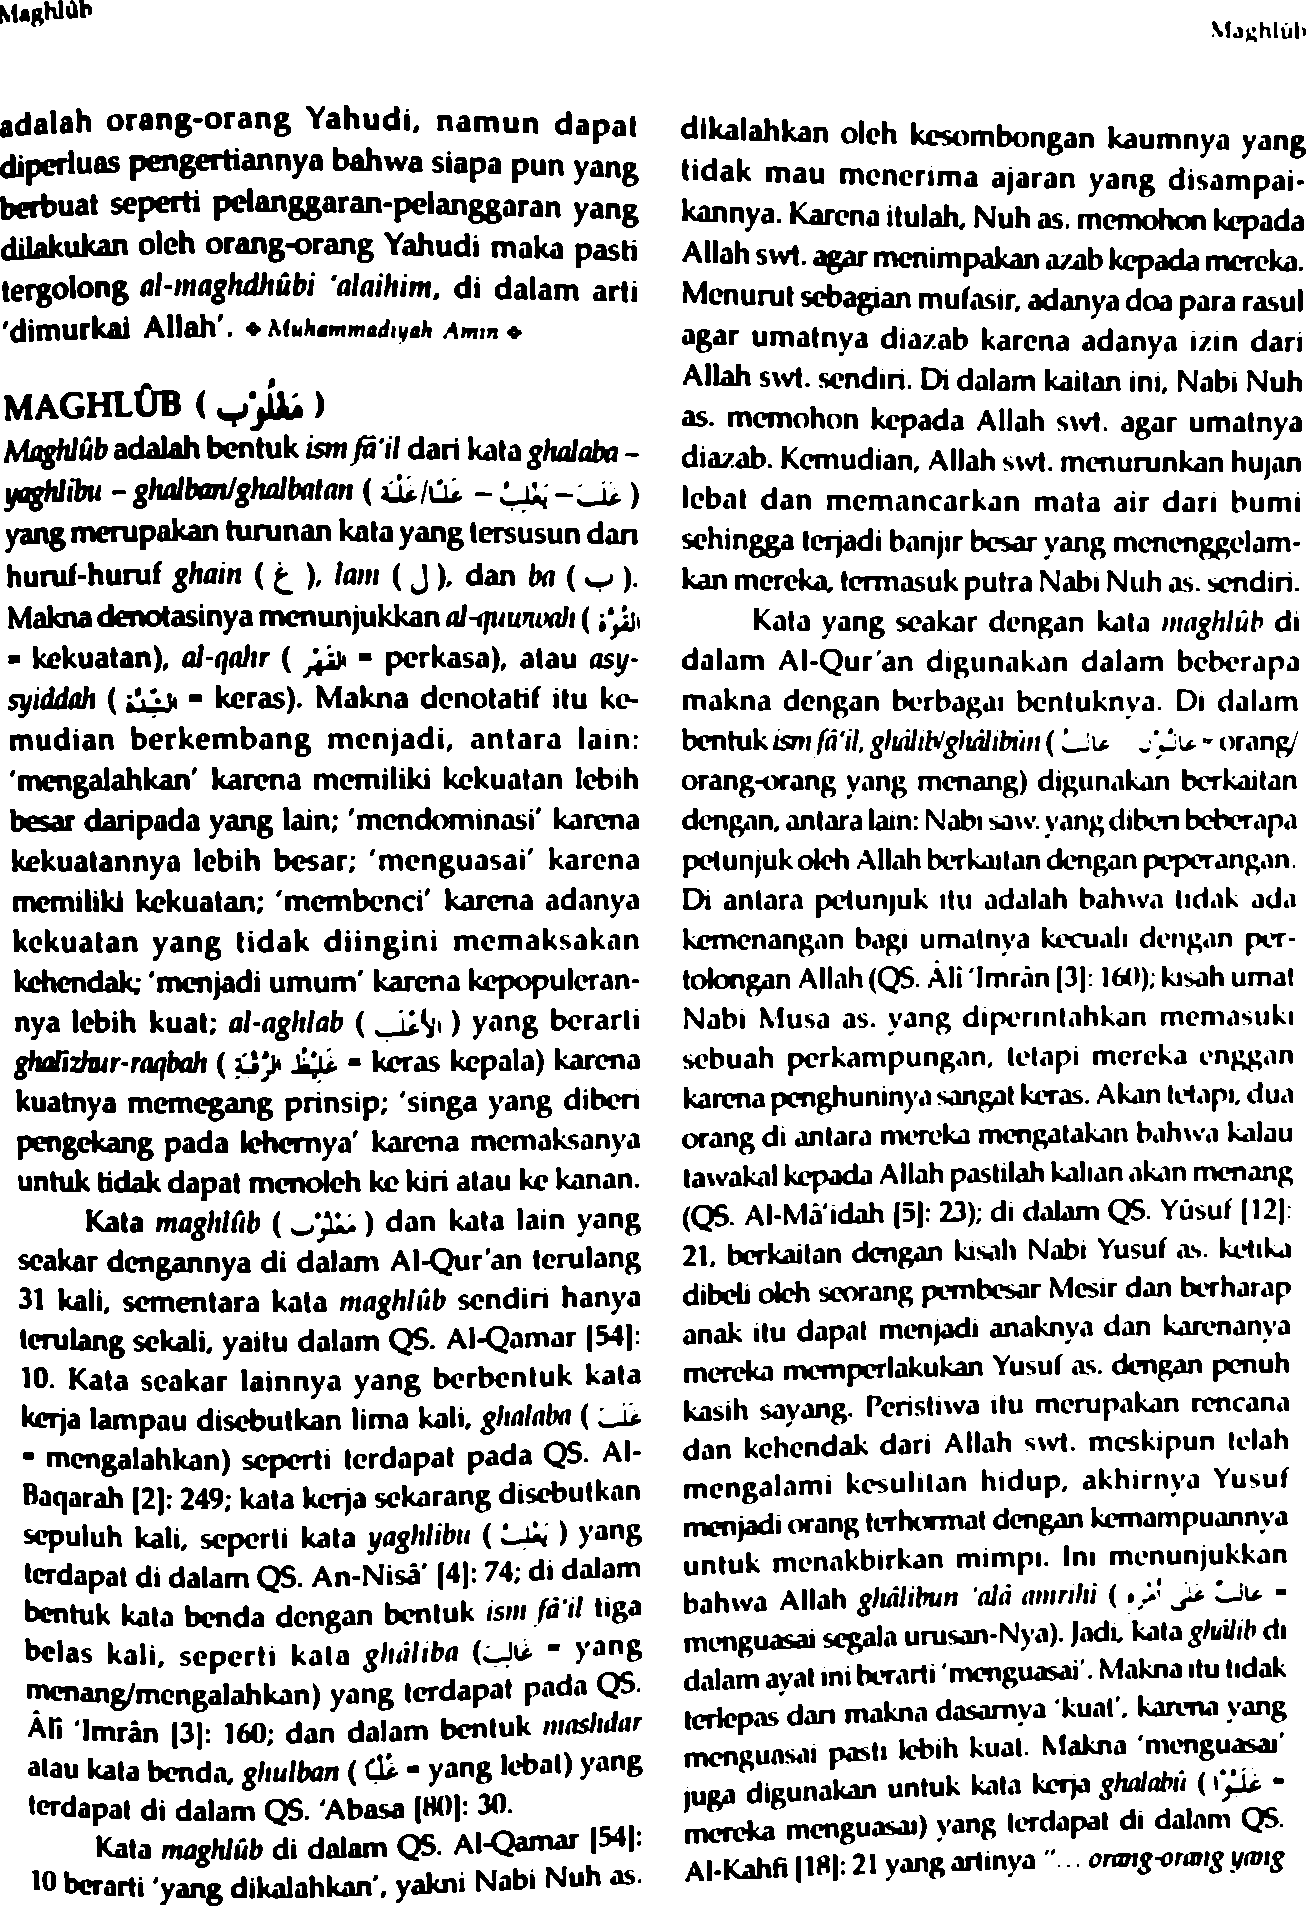 Maghlûb
Maghlûb
adalah orang-orang Yahudi, namun dapat
diperluas pengertiannya bahwa siapa pun yang
berbuat seperti pelanggaran-pelanggaran yang
dilakukan oleh orang-orang Yahudi maka pasti
tergolong al-maghdhûbi 'alaihim, di dalam arti
'dimurkai Allah'. ◆ Muhammadiyah Amin ◆
MAGHLÛB ( مَغْلُوْب )
Maghlûb adalah bentuk ism fâ'il dari kata ghalaba –
yaghlibu – ghalban/ghalbatan ( غَلَبَ – يَغْلِبُ – غَلْبًا/غَلْبَةً )
yang merupakan turunan kata yang tersusun dari
huruf-huruf ghain ( غ ), lam ( ل ), dan ba ( ب ).
Makna denotasinya menunjukkan al-quuwah ( اَلْقُوَّةُ
= kekuatan), al-qahr ( اَلْقَهْرُ = perkasa), atau asy-
syiddah ( اَلشِّدَّةُ = keras). Makna denotatif itu ke-
mudian berkembang menjadi, antara lain:
'mengalahkan' karena memiliki kekuatan lebih
besar daripada yang lain; 'mendominasi' karena
kekuatannya lebih besar; 'menguasai' karena
memiliki kekuatan; 'membenci' karena adanya
kekuatan yang tidak diingini memaksakan
kehendak; 'menjadi umum' karena kepopuleran-
nya lebih kuat; al-aghlab ( اَلْأَغْلَب ) yang berarti
ghalîzhur-raqbah ( غَلِيْظُ الرَّقَبَةِ = keras kepala) karena
kuatnya memegang prinsip; 'singa yang diberi
pengekang pada lehernya' karena memaksanya
untuk tidak dapat menoleh ke kiri atau ke kanan.
Kata maghlûb ( مَغْلُوْب ) dan kata lain yang
seakar dengannya di dalam Al-Qur'an terulang
31 kali, sementara kata maghlûb sendiri hanya
terulang sekali, yaitu dalam QS. Al-Qamar [54]:
10. Kata seakar lainnya yang berbentuk kata
kerja lampau disebutkan lima kali, ghalaba ( غَلَبَ
= mengalahkan) seperti terdapat pada QS. Al-
Baqarah [2]: 249; kata kerja sekarang disebutkan
sepuluh kali, seperti kata yaghlibu ( يَغْلِبُ ) yang
terdapat di dalam QS. An-Nisâ' [4]: 74; di dalam
bentuk kata benda dengan bentuk ism fâ'il tiga
belas kali, seperti kata ghâliba (غَالِبَ = yang
menang/mengalahkan) yang terdapat pada QS.
Âli 'Imrân [3]: 160; dan dalam bentuk mashdar
atau kata benda, ghulban ( غُلْبًا = yang lebat) yang
terdapat di dalam QS. 'Abasa [80]: 30.
Kata maghlûb di dalam QS. Al-Qamar [54]:
10 berarti 'yang dikalahkan', yakni Nabi Nuh as.
dikalahkan oleh kesombongan kaumnya yang
tidak mau menerima ajaran yang disampai-
kannya. Karena itulah, Nuh as. memohon kepada
Allah swt. agar menimpakan azab kepada mereka.
Menurut sebagian mufasir, adanya doa para rasul
agar umatnya diazab karena adanya izin dari
Allah swt. sendiri. Di dalam kaitan ini, Nabi Nuh
as. memohon kepada Allah swt. agar umatnya
diazab. Kemudian, Allah swt. menurunkan hujan
lebat dan memancarkan mata air dari bumi
sehingga terjadi banjir besar yang menenggelam-
kan mereka, termasuk putra Nabi Nuh as. sendiri.
Kata yang seakar dengan kata maghlûb di
dalam Al-Qur'an digunakan dalam beberapa
makna dengan berbagai bentuknya. Di dalam
bentuk ism fâ'il, ghâlib/ghâlibûn ( غَالِبٌ غَالِبُوْنَ = orang/
orang-orang yang menang) digunakan berkaitan
dengan, antara lain: Nabi saw. yang diberi beberapa
petunjuk oleh Allah berkaitan dengan peperangan.
Di antara petunjuk itu adalah bahwa tidak ada
kemenangan bagi umatnya kecuali dengan per-
tolongan Allah (QS. Âli 'Imrân [3]: 160); kisah umat
Nabi Musa as. yang diperintahkan memasuki
sebuah perkampungan, tetapi mereka enggan
karena penghuninya sangat keras. Akan tetapi, dua
orang di antara mereka mengatakan bahwa kalau
tawakal kepada Allah pastilah kalian akan menang
(QS. Al-Mâ'idah [5]: 23); di dalam QS. Yûsuf [12]:
21, berkaitan dengan kisah Nabi Yusuf as. ketika
dibeli oleh seorang pembesar Mesir dan berharap
anak itu dapat menjadi anaknya dan karenanya
mereka memperlakukan Yusuf as. dengan penuh
kasih sayang. Peristiwa itu merupakan rencana
dan kehendak dari Allah swt. meskipun telah
mengalami kesulitan hidup, akhirnya Yusuf
menjadi orang terhormat dengan kemampuannya
untuk menakbirkan mimpi. Ini menunjukkan
bahwa Allah ghâlibun 'alâ amrihi ( غَالِبٌ عَلَى أَمْرِهِ =
menguasai segala urusan-Nya). Jadi, kata ghâlib di
dalam ayat ini berarti 'menguasai'. Makna itu tidak
terlepas dari makna dasarnya 'kuat', karena yang
menguasai pasti lebih kuat. Makna 'menguasai'
juga digunakan untuk kata kerja ghalabû ( غَلَبُوْا =
mereka menguasai) yang terdapat di dalam QS.
Al-Kahfi [18]: 21 yang artinya "... orang-orang yang